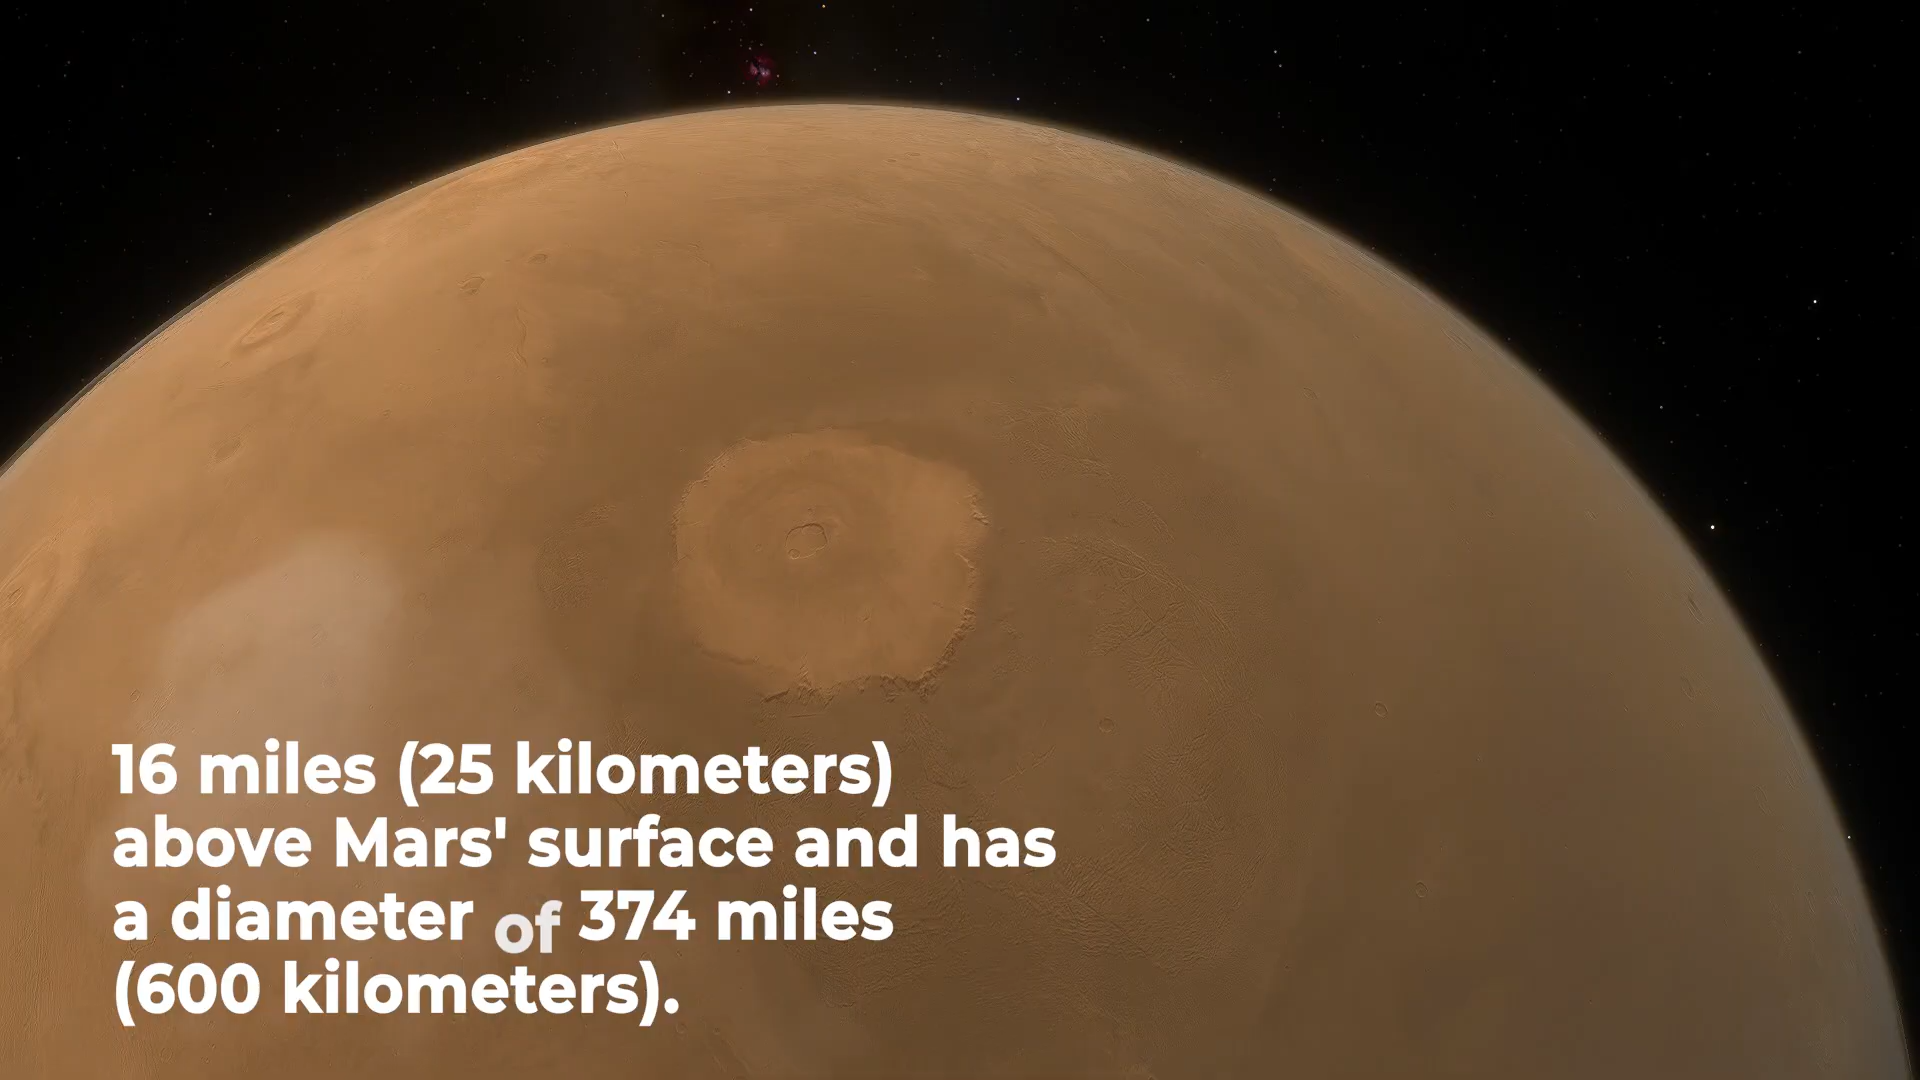 16 miles (25 kilometers)
above Mars' surface and has
a diameter of 374 miles
(600 kilometers).